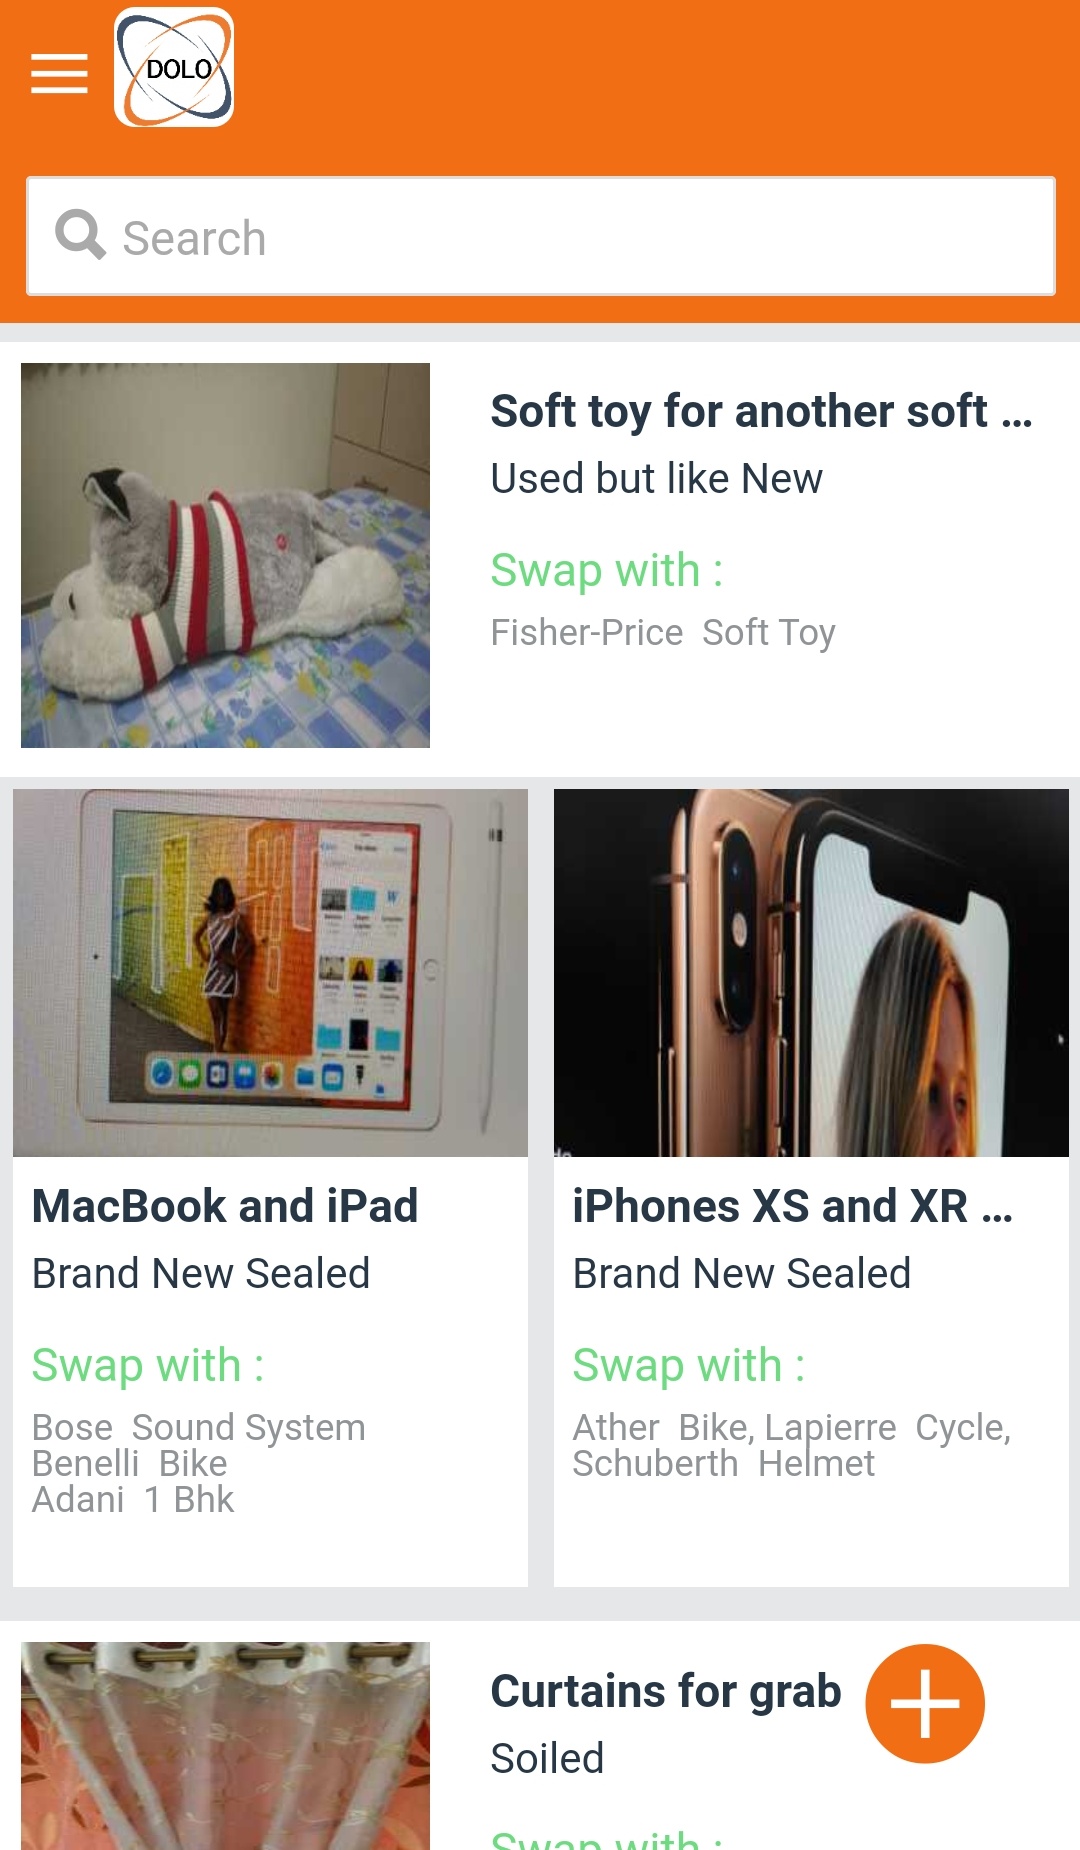 DOLO
Search
Soft toy for another soft ...
Used but like New
Swap with :
Fisher-Price  Soft Toy
MacBook and iPad
Brand New Sealed
Swap with :
Bose  Sound System
Benelli  Bike
Adani  1 Bhk
iPhones XS and XR ...
Brand New Sealed
Swap with :
Ather  Bike, Lapierre  Cycle,
Schuberth  Helmet
Curtains for grab
Soiled
Swap with :